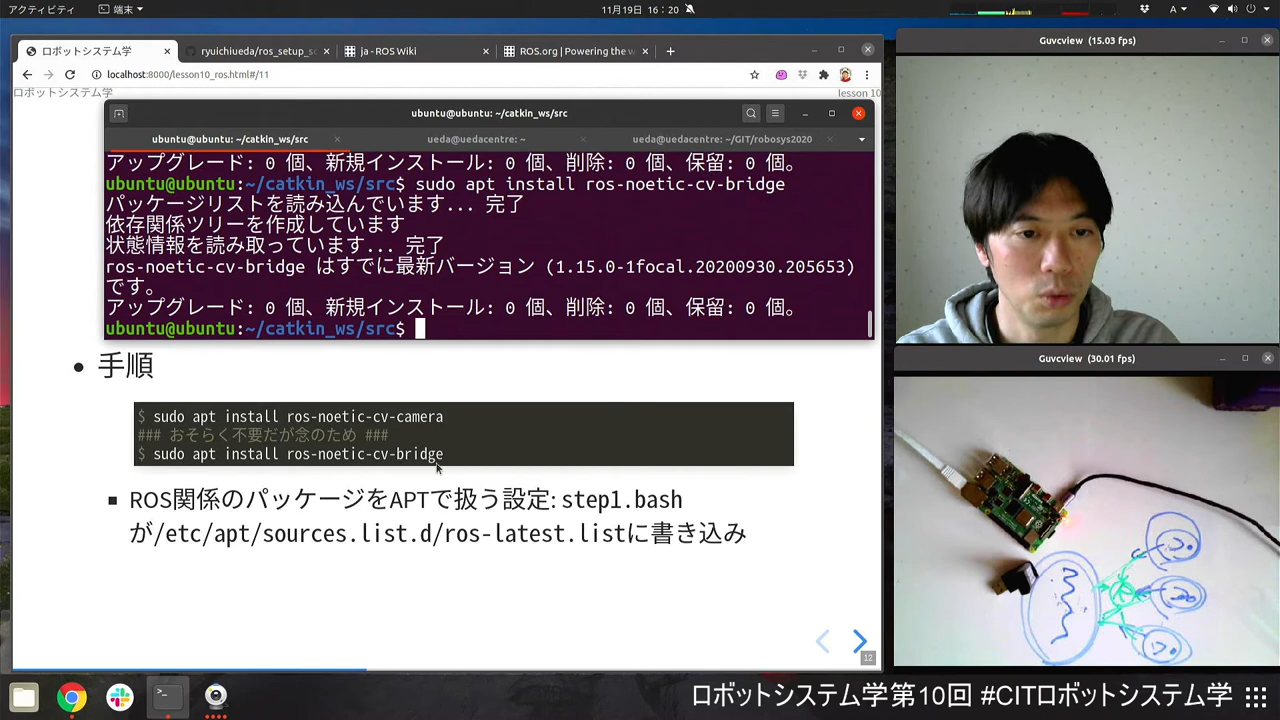 アクティビティ
端末
11月19日 16：20
A
ロボットシステム学
ryuichiueda/ros_setup_sc
ja - ROS Wiki
ROS.org | Powering the w
localhost:8000/lesson10_ros.html#/11
ロボットシステム学
lesson 10
ubuntu@ubuntu: ~/catkin_ws/src
ubuntu@ubuntu: ~/catkin_ws/src
ueda@uedacentre: ~
ueda@uedacentre: ~/GIT/robosys2020
アップグレード: 0 個、新規インストール: 0 個、削除: 0 個、保留: 0 個。
ubuntu@ubuntu:~/catkin_ws/src$ sudo apt install ros-noetic-cv-bridge
パッケージリストを読み込んでいます... 完了
依存関係ツリーを作成しています
状態情報を読み取っています... 完了
ros-noetic-cv-bridge はすでに最新バージョン (1.15.0-1focal.20200930.205653)
です。
アップグレード: 0 個、新規インストール: 0 個、削除: 0 個、保留: 0 個。
ubuntu@ubuntu:~/catkin_ws/src$
手順
$ sudo apt install ros-noetic-cv-camera
### おそらく不要だが念のため ###
$ sudo apt install ros-noetic-cv-bridge
ROS関係のパッケージをAPTで扱う設定: step1.bash
が/etc/apt/sources.list.d/ros-latest.listに書き込み
12
Guvcview (15.03 fps)
Guvcview (30.01 fps)
ロボットシステム学第10回 #CITロボットシステム学